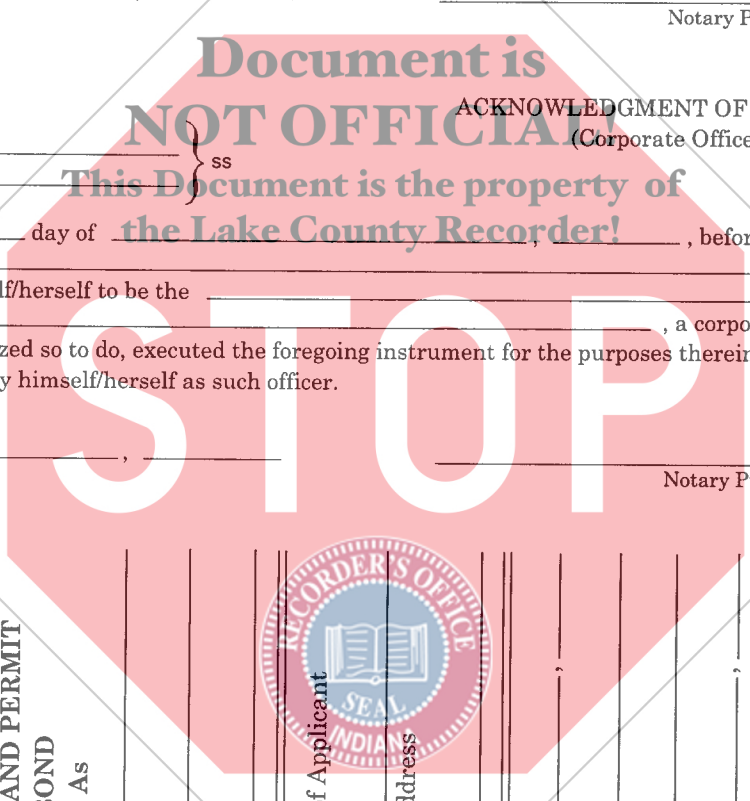 Notary P
Document is
NOT OFFICIAL!
ACKNOWLEDGMENT OF
(Corporate Office
ss
This Document is the property of
the Lake County Recorder!
day of , , befor
lf/herself to be the
, a corpo
zed so to do, executed the foregoing instrument for the purposes therein
y himself/herself as such officer.
STOP
,
Notary P
RECORDER'S OFFICE
SEAL
INDIANA
AND PERMIT
BOND
As
f Applicant
ddress
,
,